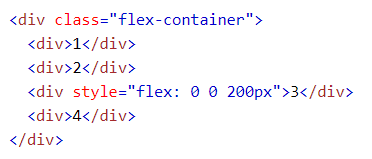 <div class="flex-container">
  <div>1</div>
  <div>2</div>
  <div style="flex: 0 0 200px">3</div>
  <div>4</div>
</div>